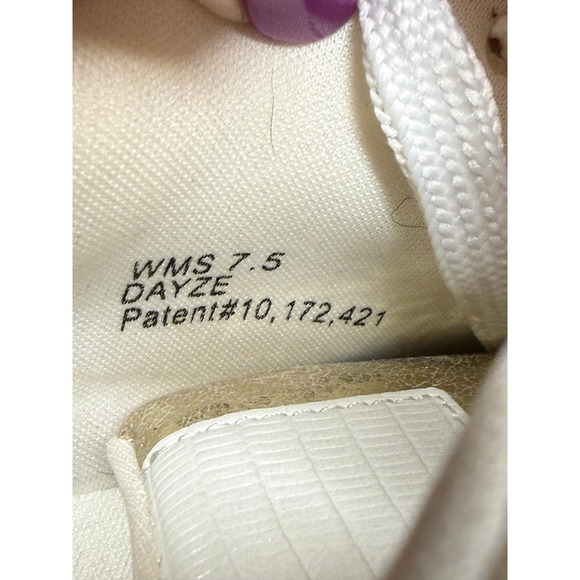 WMS 7.5
DAYZE
Patent#10,172,421